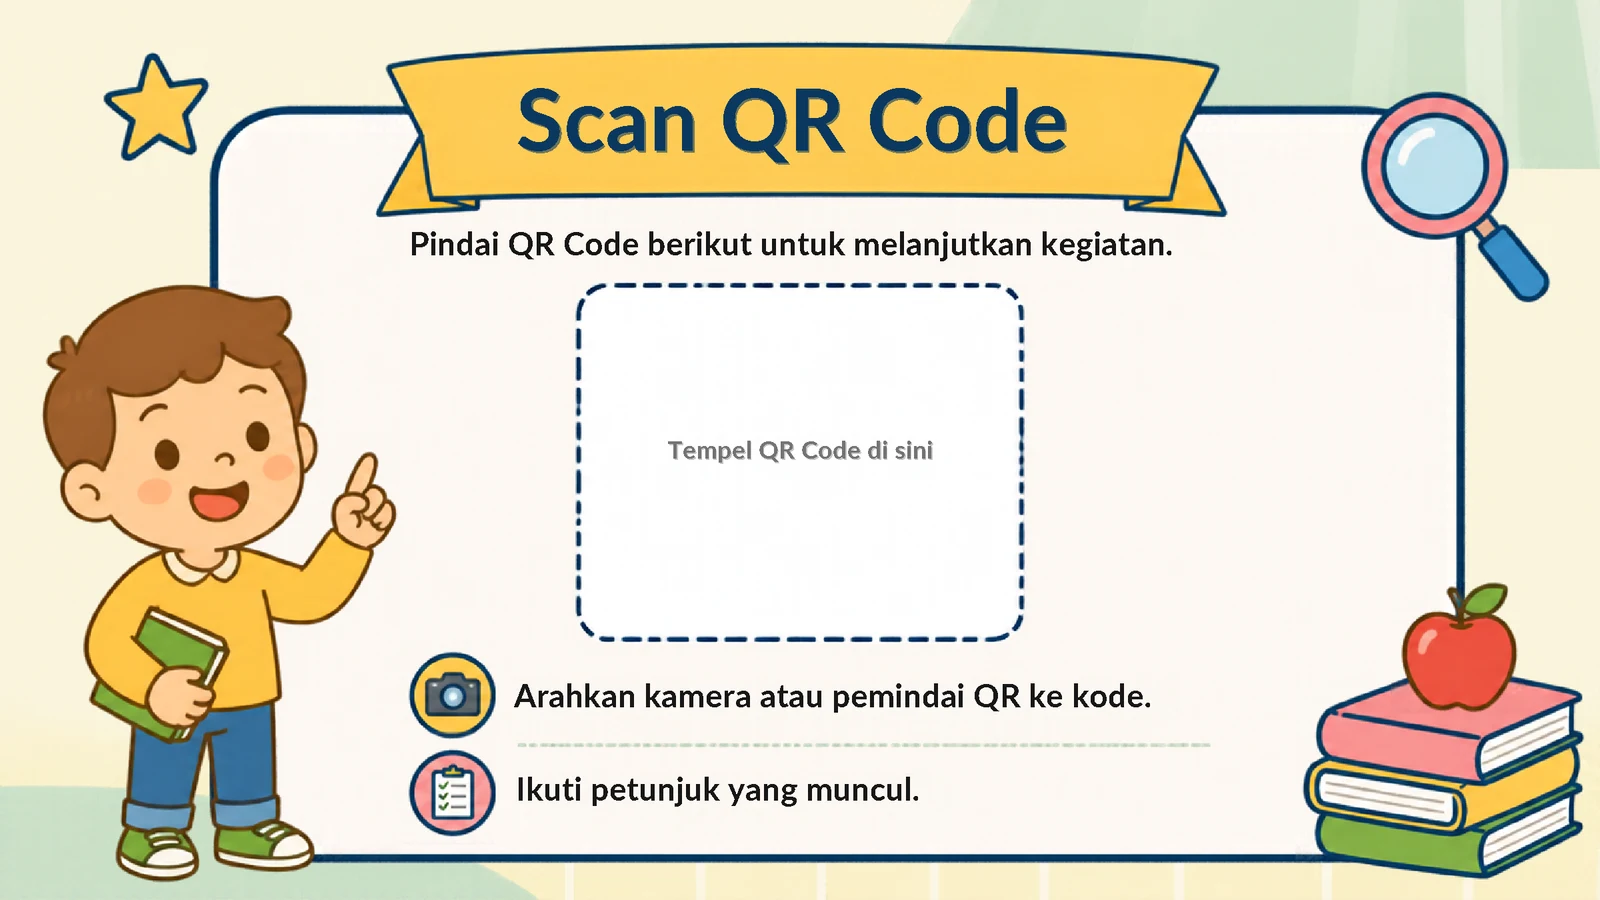 Scan QR Code
Pindai QR Code berikut untuk melanjutkan kegiatan.
Tempel QR Code di sini
Arahkan kamera atau pemindai QR ke kode.
Ikuti petunjuk yang muncul.